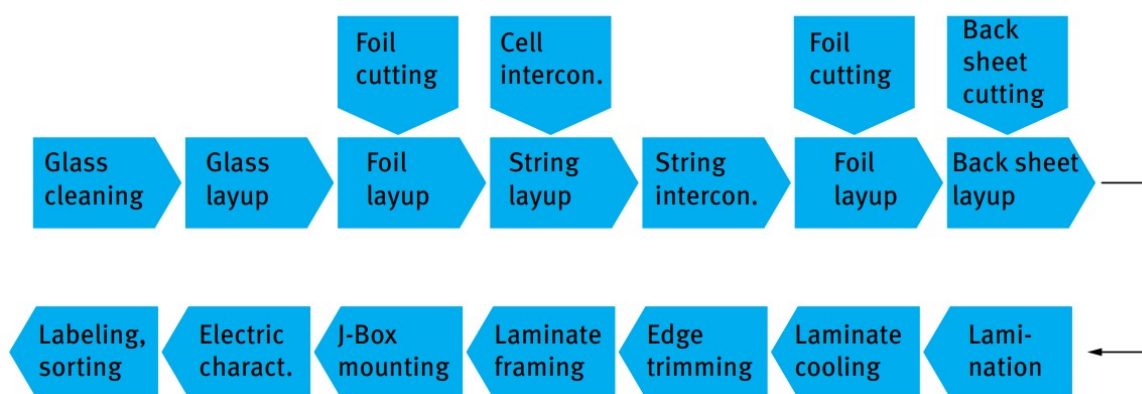 Foil
cutting
Cell
intercon.
Foil
cutting
Back
sheet
cutting
Glass
cleaning
Glass
layup
Foil
layup
String
layup
String
intercon.
Foil
layup
Back sheet
layup
Labeling,
sorting
Electric
charact.
J-Box
mounting
Laminate
framing
Edge
trimming
Laminate
cooling
Lami-
nation